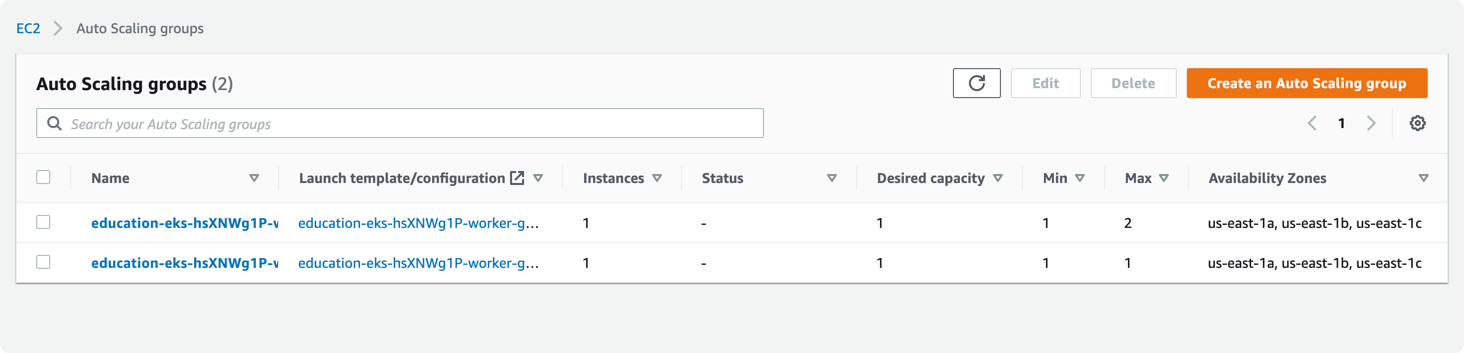 EC2 > Auto Scaling groups
Auto Scaling groups (2)
Edit
Delete
Create an Auto Scaling group
Search your Auto Scaling groups
1
Name Launch template/configuration Instances Status Desired capacity Min Max Availability Zones
education-eks-hsXNWg1P-w education-eks-hsXNWg1P-worker-g... 1 - 1 1 2 us-east-1a, us-east-1b, us-east-1c
education-eks-hsXNWg1P-w education-eks-hsXNWg1P-worker-g... 1 - 1 1 1 us-east-1a, us-east-1b, us-east-1c